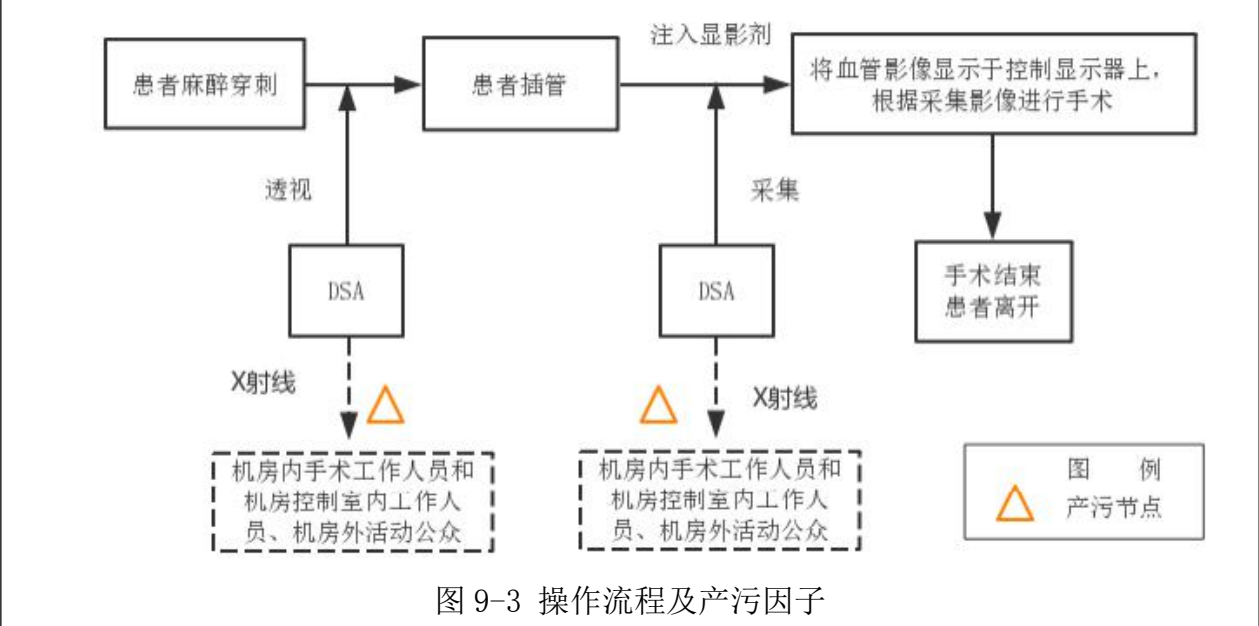 注入显影剂
患者麻醉穿刺
患者插管
将血管影像显示于控制显示器上，
根据采集影像进行手术
透视
采集
DSA
DSA
手术结束
患者离开
X射线
X射线
机房内手术工作人员和
机房控制室内工作人
员、机房外活动公众
机房内手术工作人员和
机房控制室内工作人
员、机房外活动公众
图 例
产污节点
图 9-3 操作流程及产污因子